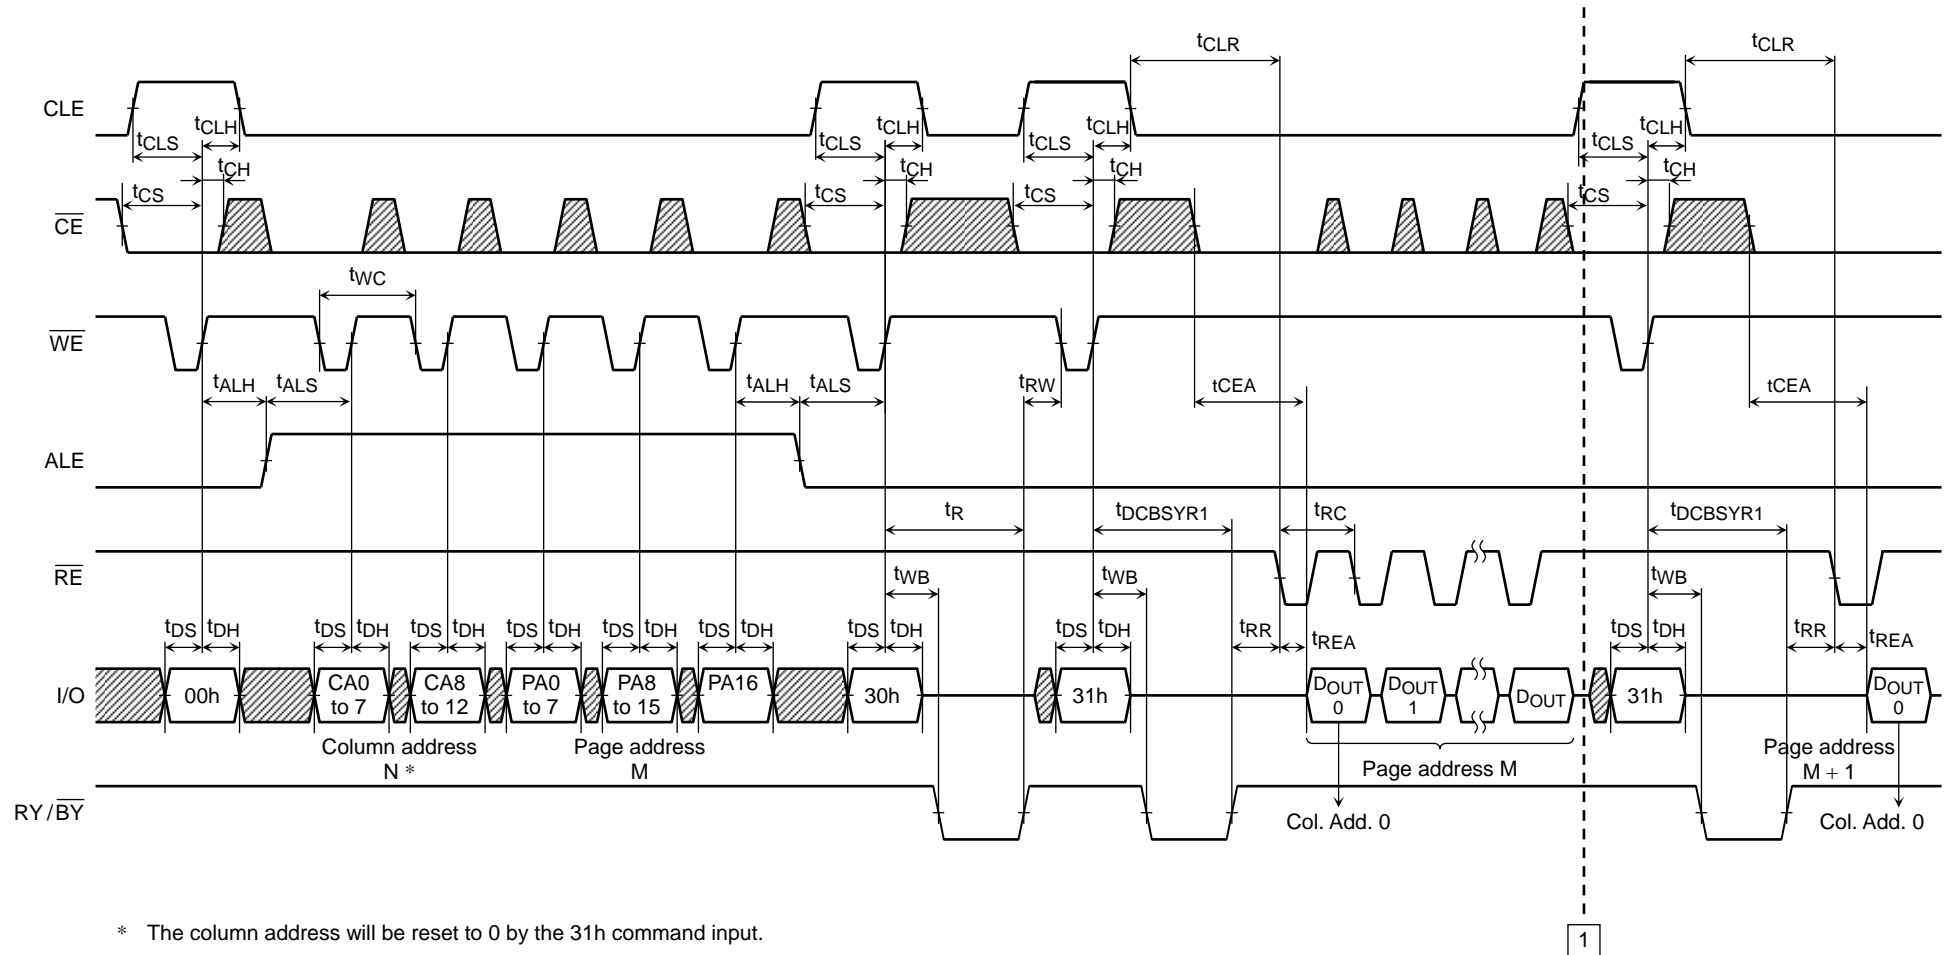 tCLR tCLR
CLE
tCLS tCLH tCLS tCLH tCLS tCLH tCLS tCLH
tCS tCH tCS tCH tCS tCH tCS tCH
CE
tWC
WE
tALH tALS tALH tALS tRW tCEA tCEA
ALE
tR tDCBSYR1 tRC tDCBSYR1
RE
tWB tWB tWB
tDS tDH tDS tDH tDS tDH tDS tDH tDS tDH tDS tDH tDS tDH tDS tDH tRR tREA tDS tDH tRR tREA
I/O
00h
CA0
to 7
CA8
to 12
PA0
to 7
PA8
to 15
PA16
30h
31h
DOUT
0
DOUT
1
DOUT
31h
DOUT
0
Column address
N *
Page address
M
Page address M
Page address
M + 1
RY/BY
Col. Add. 0
Col. Add. 0
* The column address will be reset to 0 by the 31h command input.
1